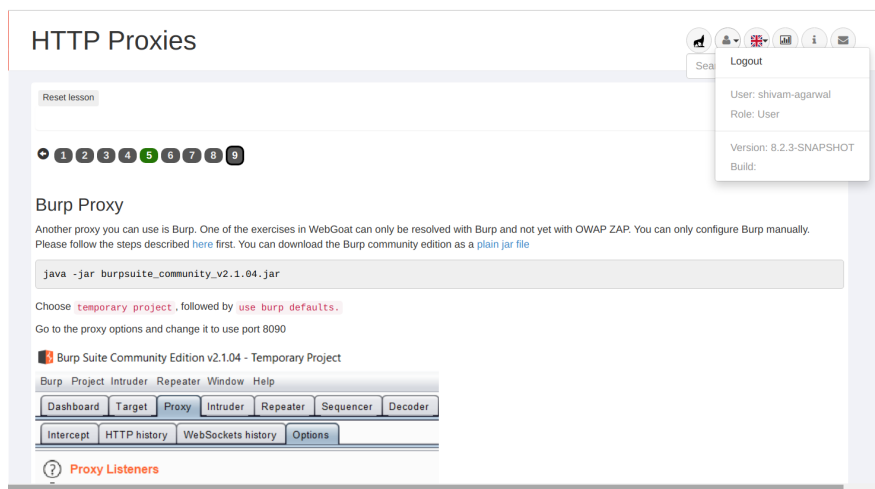 HTTP Proxies
Sea
Logout
User: shivam-agarwal
Role: User
Version: 8.2.3-SNAPSHOT
Build:
Reset lesson
1 2 3 4 5 6 7 8 9
Burp Proxy
Another proxy you can use is Burp. One of the exercises in WebGoat can only be resolved with Burp and not yet with OWAP ZAP. You can only configure Burp manually.
Please follow the steps described here first. You can download the Burp community edition as a plain jar file
java -jar burpsuite_community_v2.1.04.jar
Choose temporary project, followed by use burp defaults.
Go to the proxy options and change it to use port 8090
Burp Suite Community Edition v2.1.04 - Temporary Project
Burp Project Intruder Repeater Window Help
Dashboard Target Proxy Intruder Repeater Sequencer Decoder
Intercept HTTP history WebSockets history Options
? Proxy Listeners